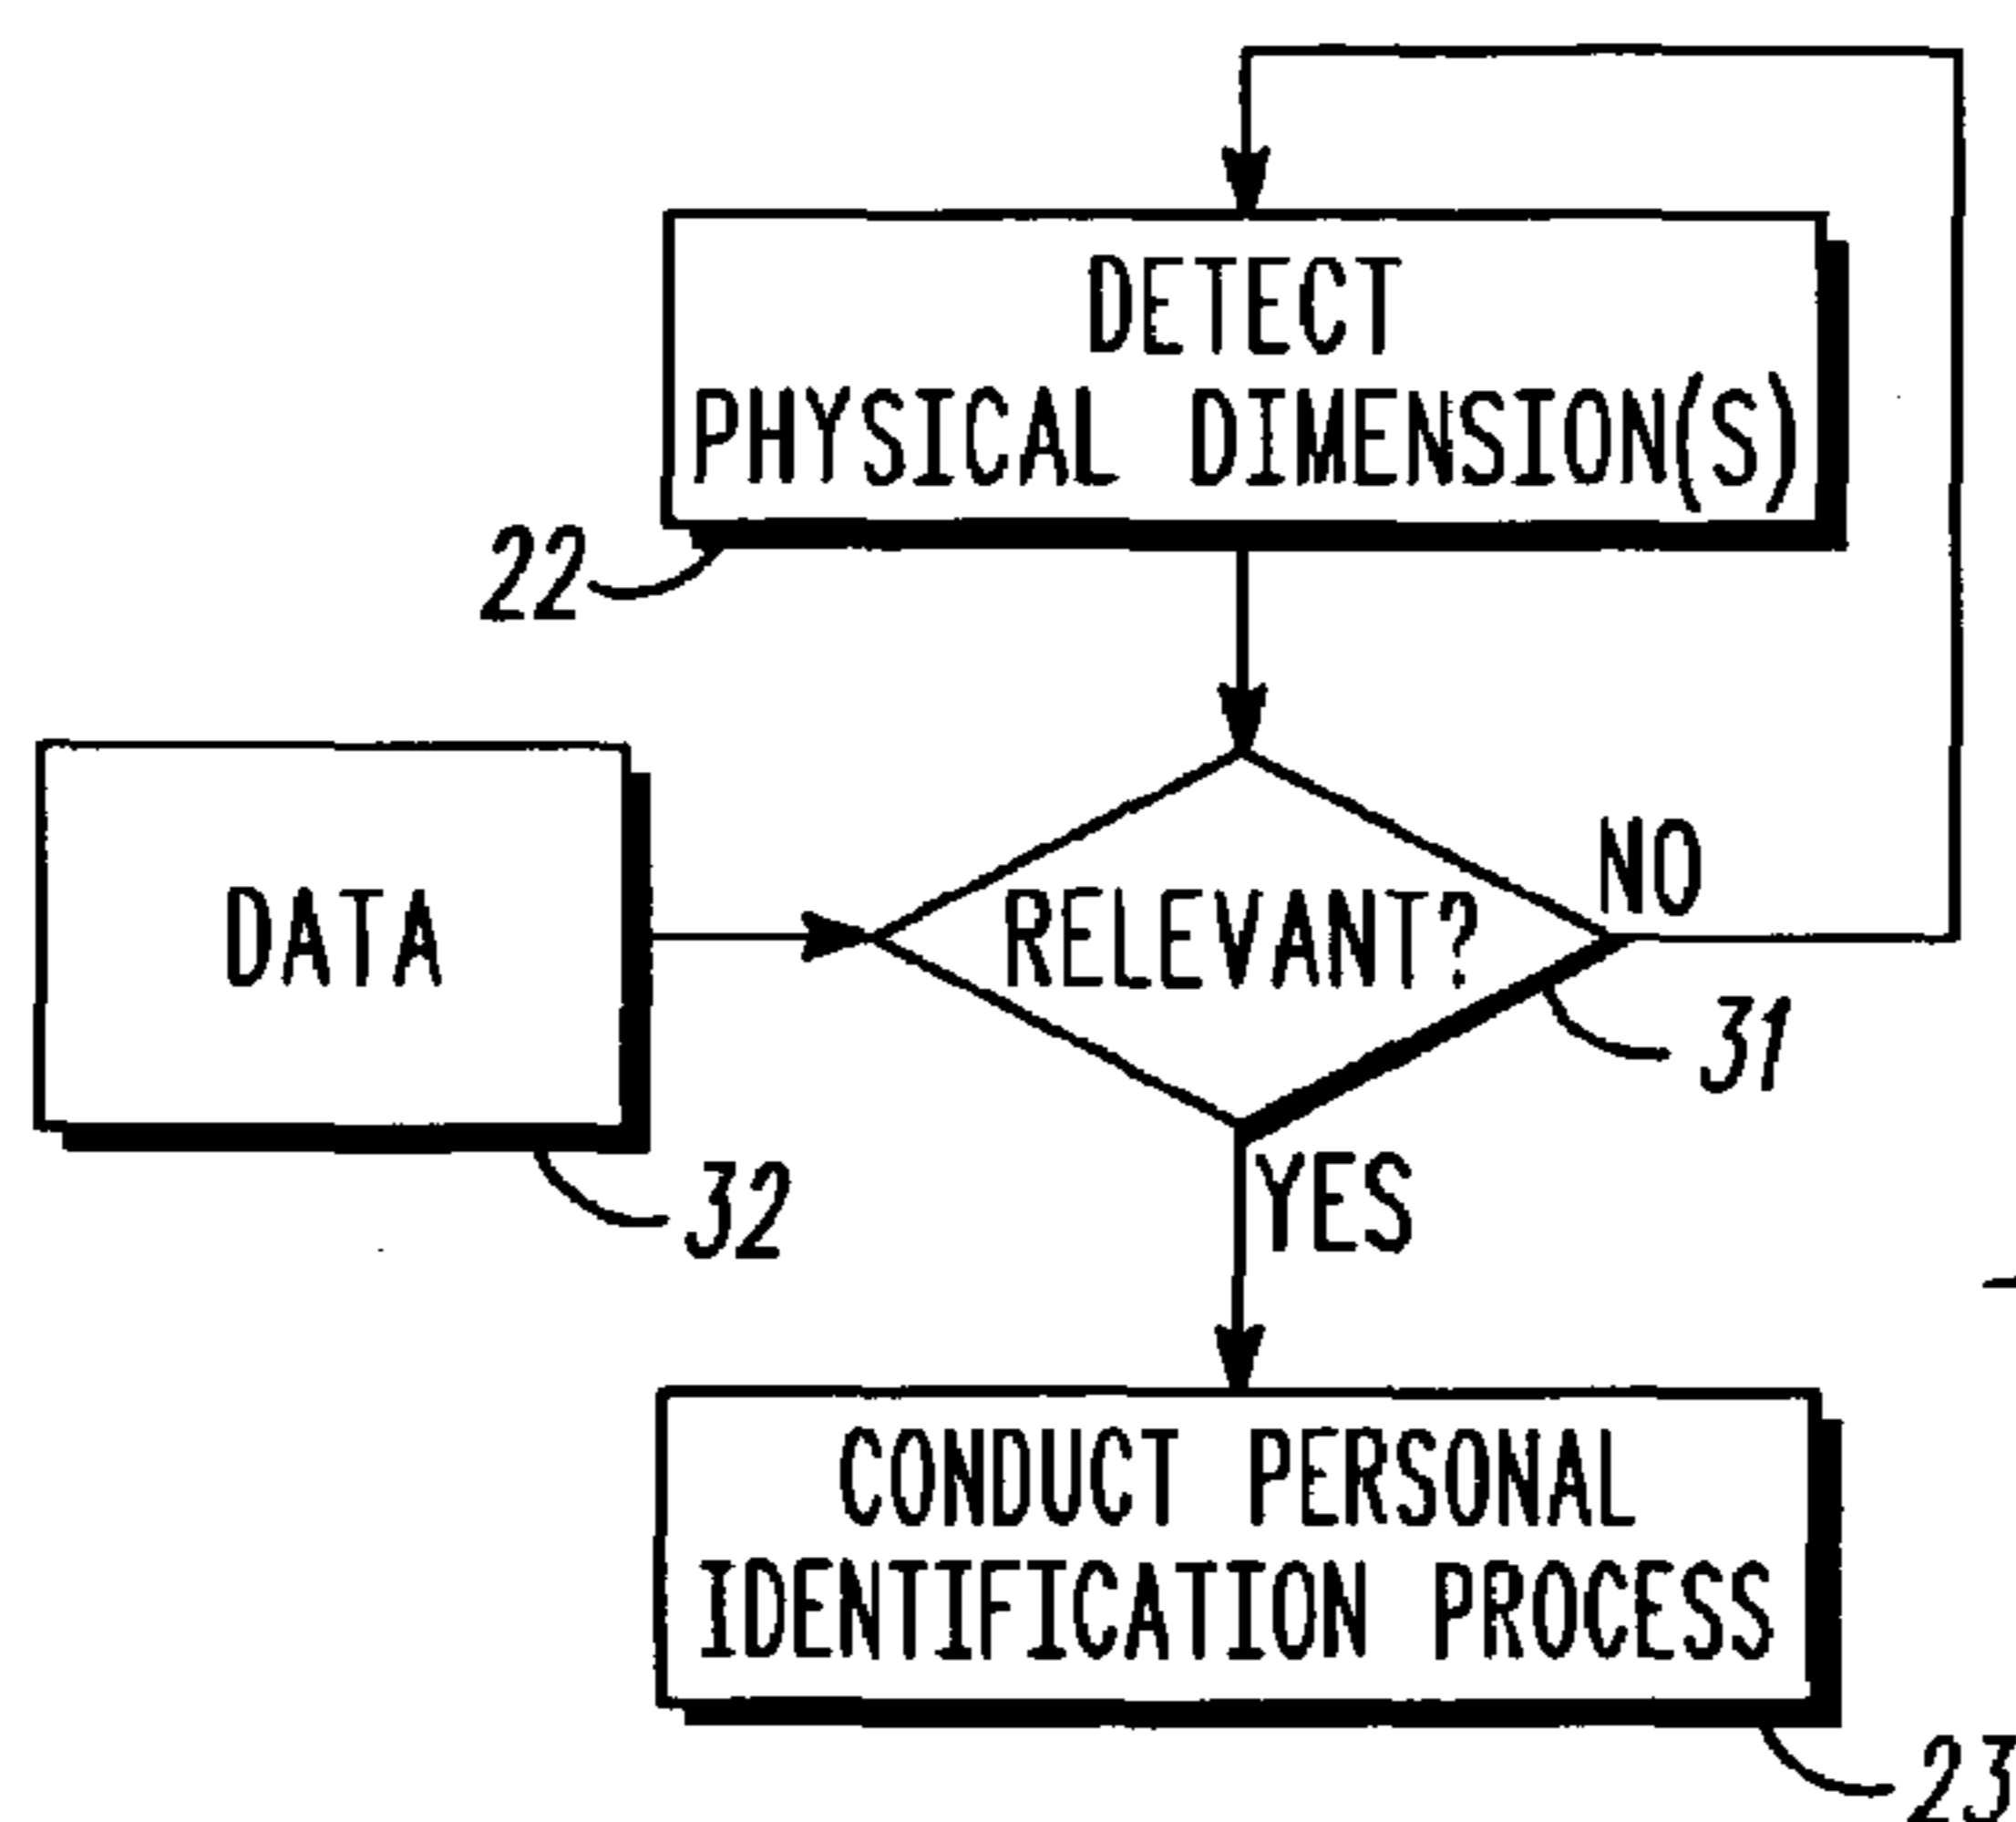 DETECT
PHYSICAL DIMENSION(S)
22
DATA
RELEVANT?
NO
31
32
YES
CONDUCT PERSONAL
IDENTIFICATION PROCESS
23